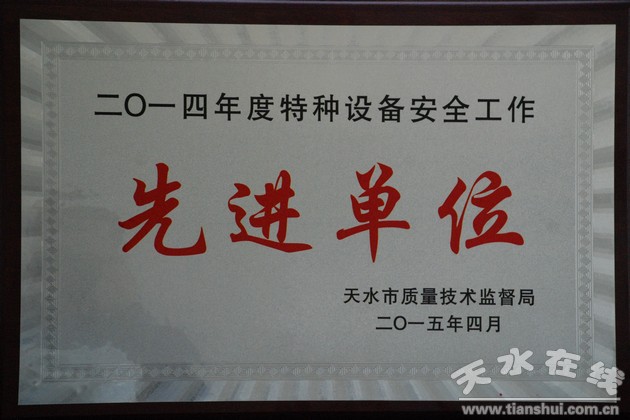 二〇一四年度特种设备安全工作
先进单位
天水市质量技术监督局
二〇一五年四月
天水在线
www.tianshui.com.cn